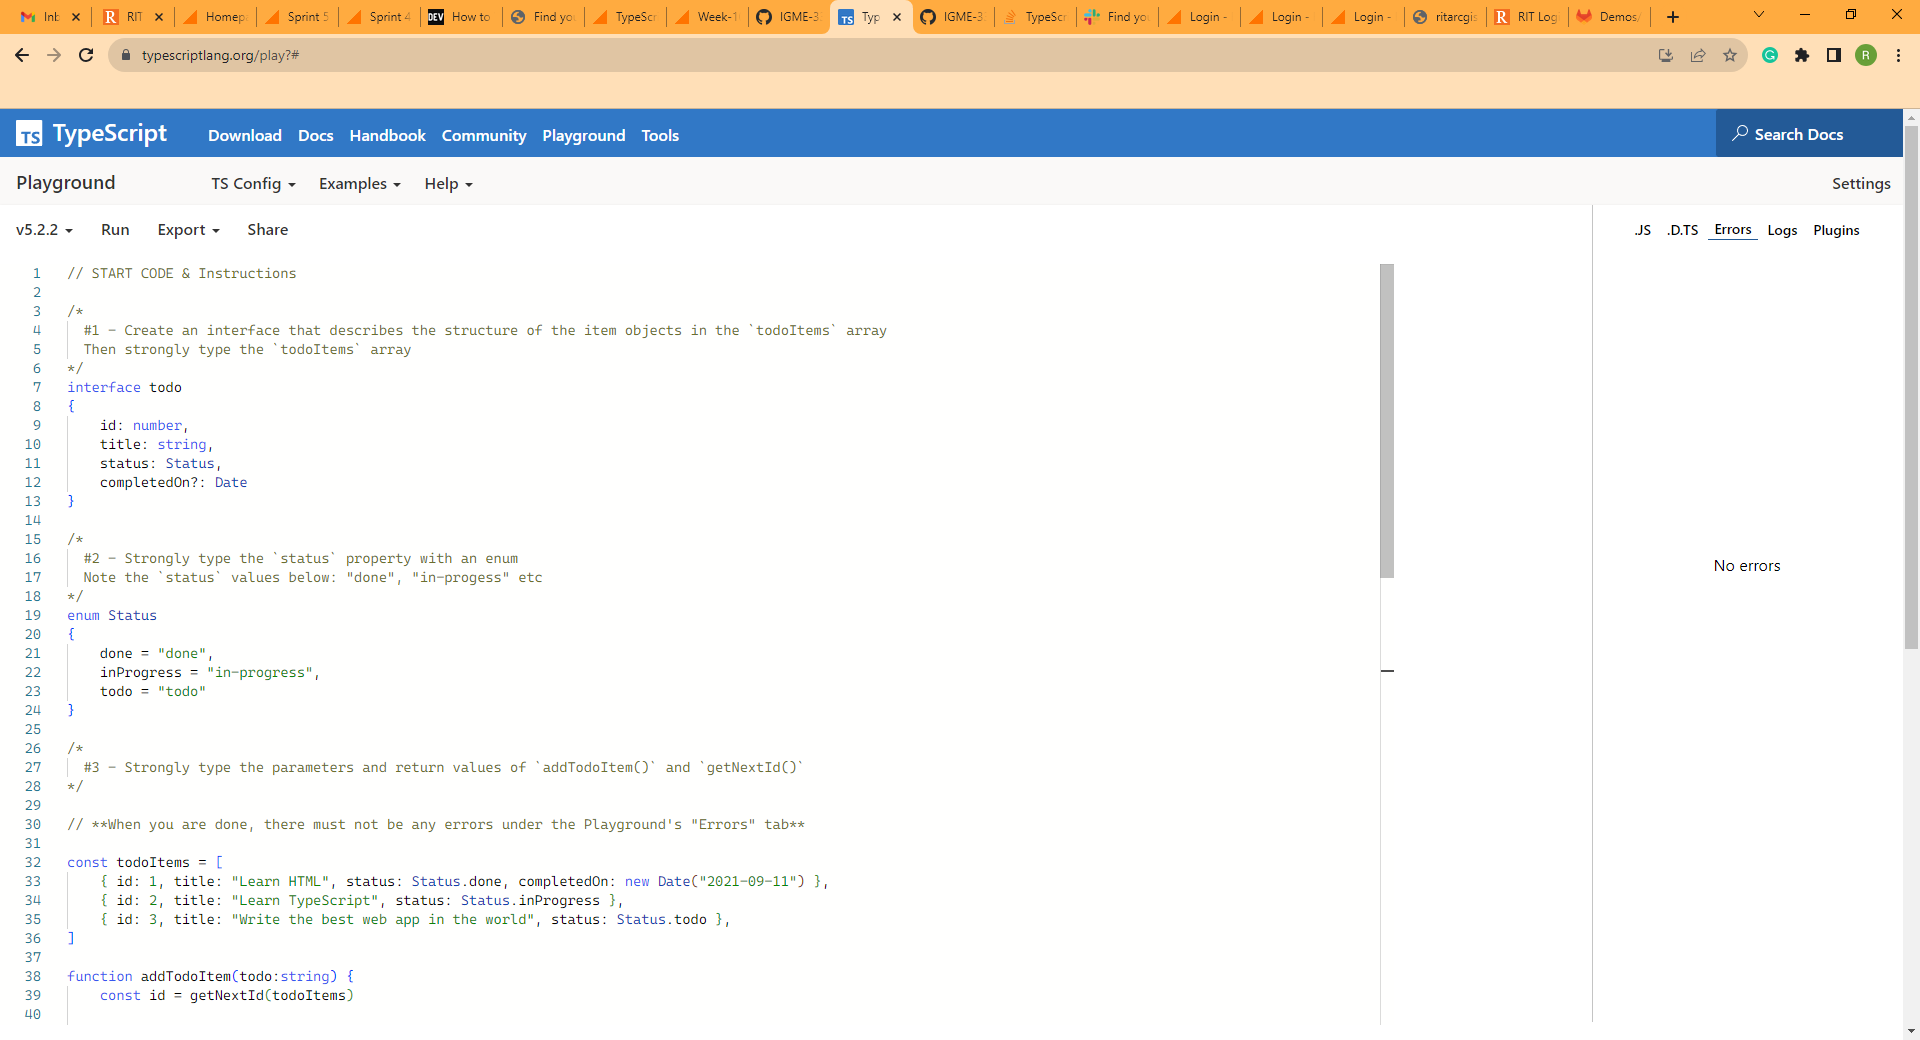 Inb
RIT
Homep
Sprint 5
Sprint 4
DEV How to
Find you
TypeScr
Week-1
IGME-3
TS Typ
IGME-3
TypeScr
Find you
Login -
Login -
Login -
ritarcgis
R RIT Log
Demos/
typescriptlang.org/play?#
R
TS TypeScript
Download Docs Handbook Community Playground Tools
Search Docs
Playground
TS Config Examples Help
Settings
v5.2.2 Run Export Share
.JS .D.TS Errors Logs Plugins
1 // START CODE & Instructions
2
3 /*
4 #1 - Create an interface that describes the structure of the item objects in the `todoItems` array
5 Then strongly type the `todoItems` array
6 */
7 interface todo
8 {
9 id: number,
10 title: string,
11 status: Status,
12 completedOn?: Date
13 }
14
15 /*
16 #2 - Strongly type the `status` property with an enum
17 Note the `status` values below: "done", "in-progess" etc
18 */
19 enum Status
20 {
21 done = "done",
22 inProgress = "in-progress",
23 todo = "todo"
24 }
25
26 /*
27 #3 - Strongly type the parameters and return values of `addTodoItem()` and `getNextId()`
28 */
29
30 // **When you are done, there must not be any errors under the Playground's "Errors" tab**
31
32 const todoItems = [
33 { id: 1, title: "Learn HTML", status: Status.done, completedOn: new Date("2021-09-11") },
34 { id: 2, title: "Learn TypeScript", status: Status.inProgress },
35 { id: 3, title: "Write the best web app in the world", status: Status.todo },
36 ]
37
38 function addTodoItem(todo:string) {
39 const id = getNextId(todoItems)
40
No errors